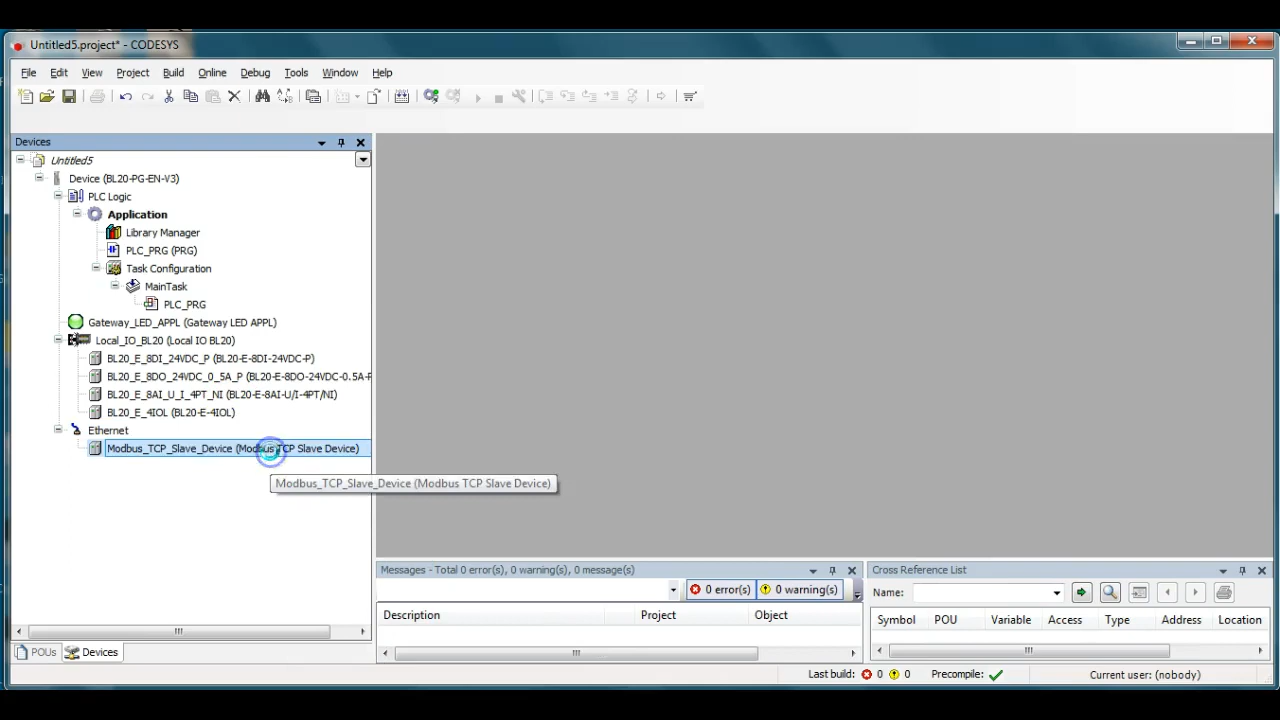 Untitled5.project* - CODESYS
File Edit View Project Build Online Debug Tools Window Help
Devices
Untitled5
Device (BL20-PG-EN-V3)
PLC Logic
Application
Library Manager
PLC_PRG (PRG)
Task Configuration
MainTask
PLC_PRG
Gateway_LED_APPL (Gateway LED APPL)
Local_IO_BL20 (Local IO BL20)
BL20_E_8DI_24VDC_P (BL20-E-8DI-24VDC-P)
BL20_E_8DO_24VDC_0_5A_P (BL20-E-8DO-24VDC-0.5A-P
BL20_E_8AI_U_I_4PT_NI (BL20-E-8AI-U/I-4PT/NI)
BL20_E_4IOL (BL20-E-4IOL)
Ethernet
Modbus_TCP_Slave_Device (Modbus TCP Slave Device)
Modbus_TCP_Slave_Device (Modbus TCP Slave Device)
POUs Devices
Messages - Total 0 error(s), 0 warning(s), 0 message(s)
0 error(s) 0 warning(s)
Description Project Object
Cross Reference List
Name:
Symbol POU Variable Access Type Address Location
Last build: 0 0 Precompile: Current user: (nobody)